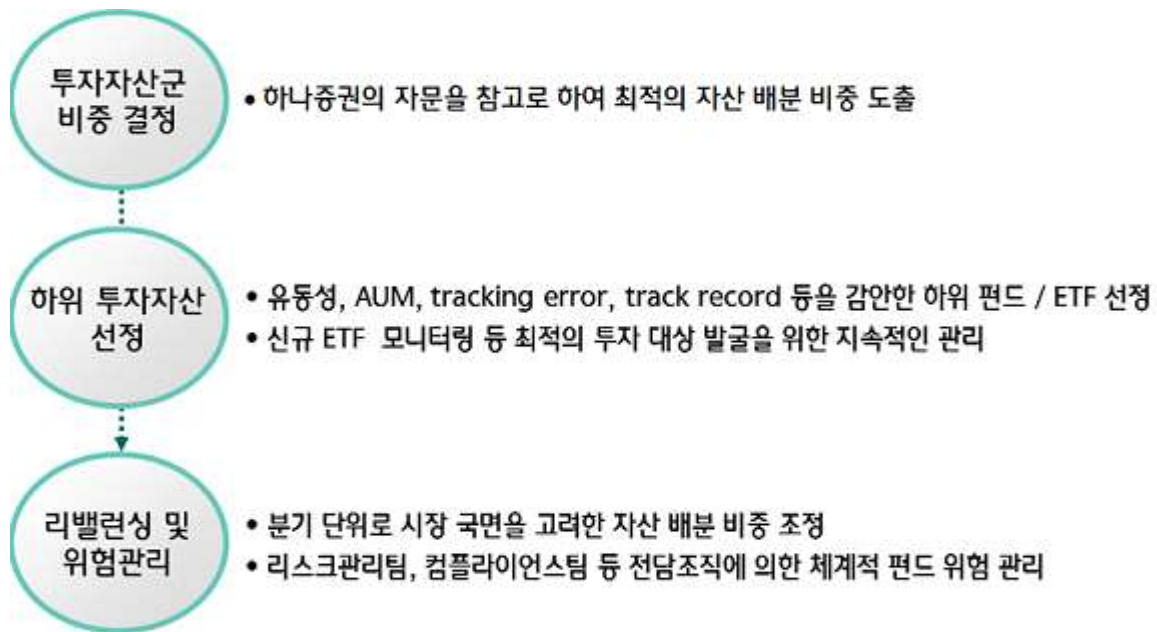 투자자산군
비중 결정
• 하나증권의 자문을 참고로 하여 최적의 자산 배분 비중 도출
하위 투자자산
선정
• 유동성, AUM, tracking error, track record 등을 감안한 하위 펀드 / ETF 선정
• 신규 ETF 모니터링 등 최적의 투자 대상 발굴을 위한 지속적인 관리
리밸런싱 및
위험관리
• 분기 단위로 시장 국면을 고려한 자산 배분 비중 조정
• 리스크관리팀, 컴플라이언스팀 등 전담조직에 의한 체계적 펀드 위험 관리